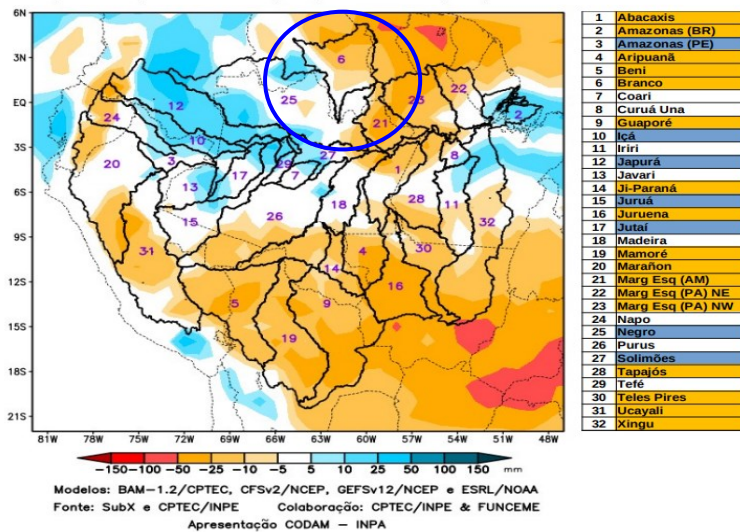 6N
3N
EQ
3S
6S
9S
12S
15S
18S
21S
6
12
25
23
22
24
21
2
10
3
29
27
8
20
17
7
1
13
28
11
18
15
26
32
31
4
30
14
16
5
9
19
81W 78W 75W 72W 69W 66W 63W 60W 57W 54W 51W 48W
−150 −100 −50 −25 −10 −5 5 10 25 50 100 150 mm
Modelos: BAM−1.2/CPTEC, CFSv2/NCEP, GEFSv12/NCEP e ESRL/NOAA
Fonte: SubX e CPTEC/INPE Colaboração: CPTEC/INPE & FUNCEME
Apresentação CODAM − INPA
1 Abacaxis
2 Amazonas (BR)
3 Amazonas (PE)
4 Aripuanã
5 Beni
6 Branco
7 Coari
8 Curuá Una
9 Guaporé
10 Içá
11 Iriri
12 Japurá
13 Javari
14 Ji-Paraná
15 Juruá
16 Juruena
17 Jutaí
18 Madeira
19 Mamoré
20 Marañon
21 Marg Esq (AM)
22 Marg Esq (PA) NE
23 Marg Esq (PA) NW
24 Napo
25 Negro
26 Purus
27 Solimões
28 Tapajós
29 Tefé
30 Teles Pires
31 Ucayali
32 Xingu